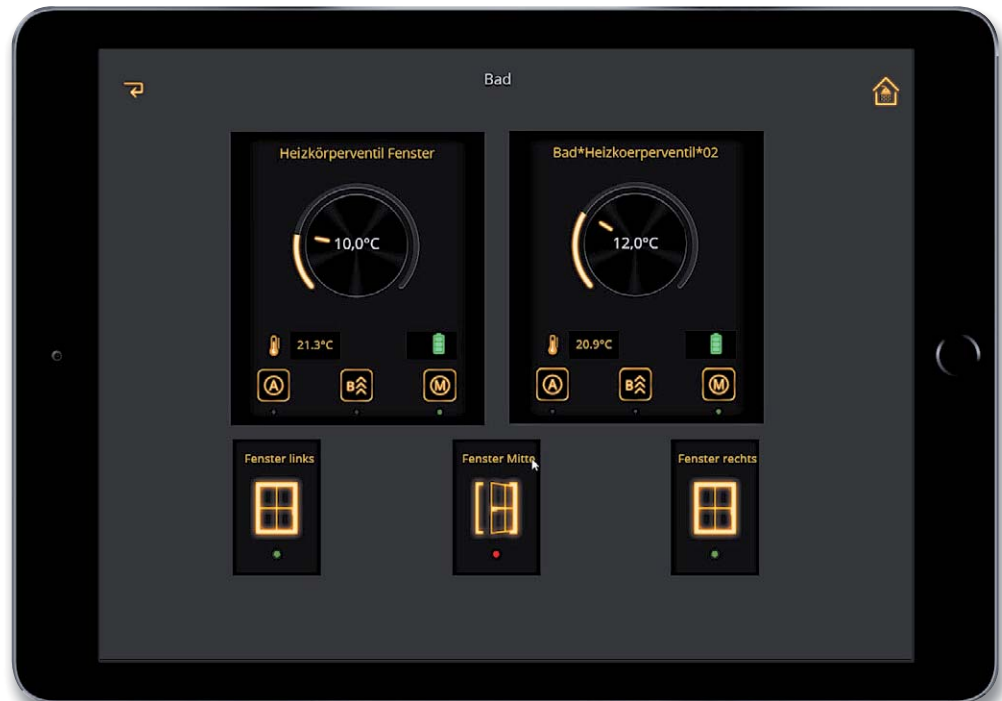 Bad
Heizkörperventil Fenster
Bad*Heizkoerperventil*02
10,0°C
12,0°C
21.3°C
20.9°C
A
B
M
A
B
M
Fenster links
Fenster Mitte
Fenster rechts